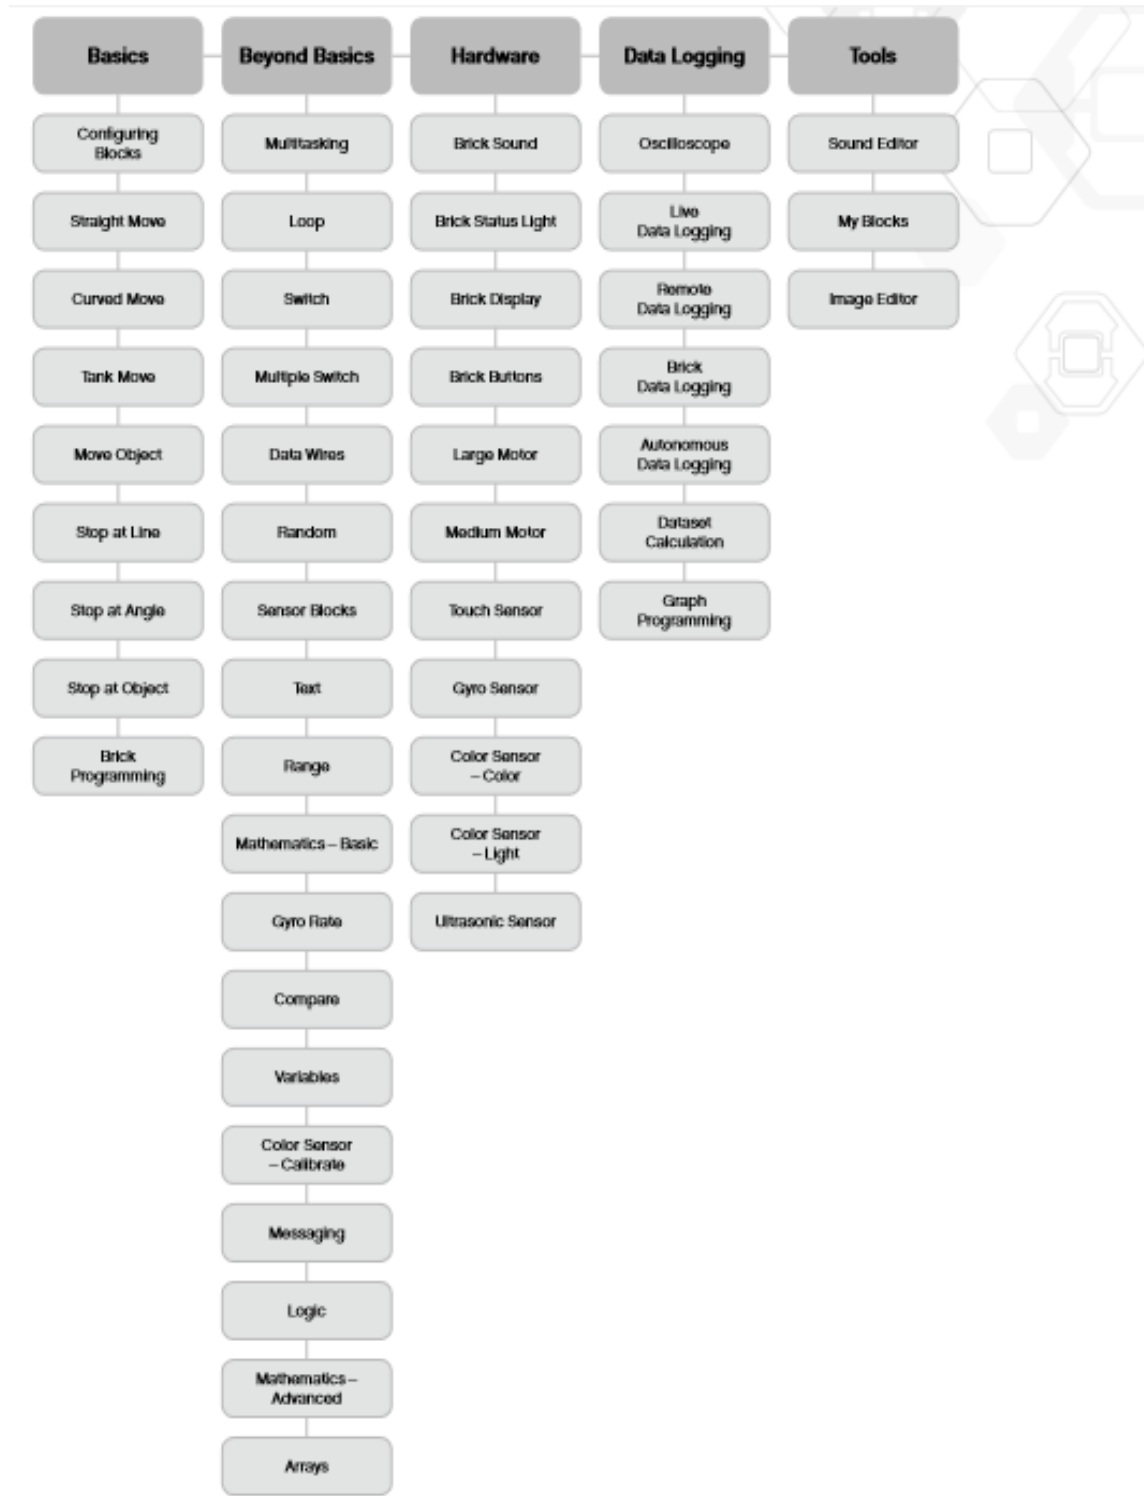 Basics
Configuring
Blocks
Straight Move
Curved Move
Tank Move
Move Object
Stop at Line
Stop at Angle
Stop at Object
Brick
Programming
Beyond Basics
Multitasking
Loop
Switch
Multiple Switch
Data Wires
Random
Sensor Blocks
Text
Range
Mathematics – Basic
Gyro Rate
Compare
Variables
Color Sensor
– Calibrate
Messaging
Logic
Mathematics –
Advanced
Arrays
Hardware
Brick Sound
Brick Status Light
Brick Display
Brick Buttons
Large Motor
Medium Motor
Touch Sensor
Gyro Sensor
Color Sensor
– Color
Color Sensor
– Light
Ultrasonic Sensor
Data Logging
Oscilloscope
Live
Data Logging
Remote
Data Logging
Brick
Data Logging
Autonomous
Data Logging
Dataset
Calculation
Graph
Programming
Tools
Sound Editor
My Blocks
Image Editor